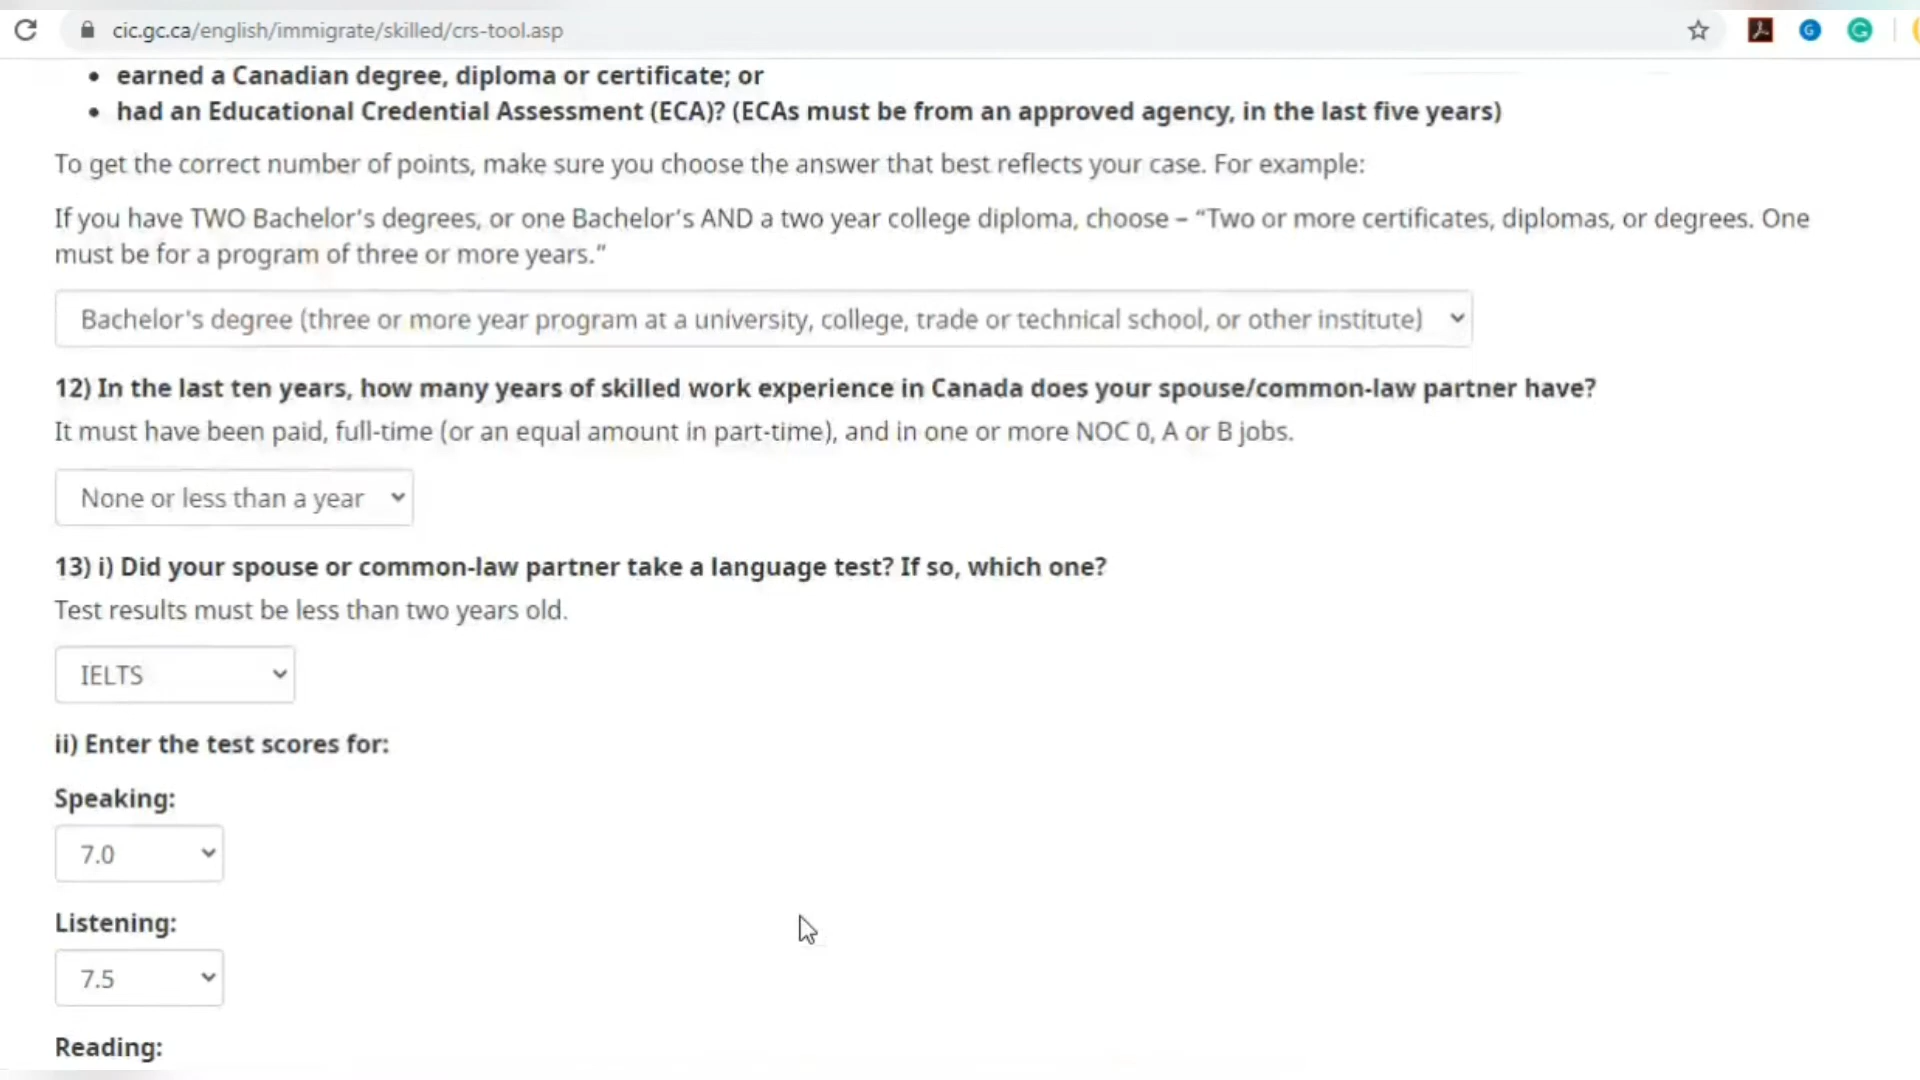 cic.gc.ca/english/immigrate/skilled/crs-tool.asp
• earned a Canadian degree, diploma or certificate; or
• had an Educational Credential Assessment (ECA)? (ECAs must be from an approved agency, in the last five years)
To get the correct number of points, make sure you choose the answer that best reflects your case. For example:
If you have TWO Bachelor's degrees, or one Bachelor's AND a two year college diploma, choose – “Two or more certificates, diplomas, or degrees. One
must be for a program of three or more years.”
Bachelor's degree (three or more year program at a university, college, trade or technical school, or other institute)
12) In the last ten years, how many years of skilled work experience in Canada does your spouse/common-law partner have?
It must have been paid, full-time (or an equal amount in part-time), and in one or more NOC 0, A or B jobs.
None or less than a year
13) i) Did your spouse or common-law partner take a language test? If so, which one?
Test results must be less than two years old.
IELTS
ii) Enter the test scores for:
Speaking:
7.0
Listening:
7.5
Reading: